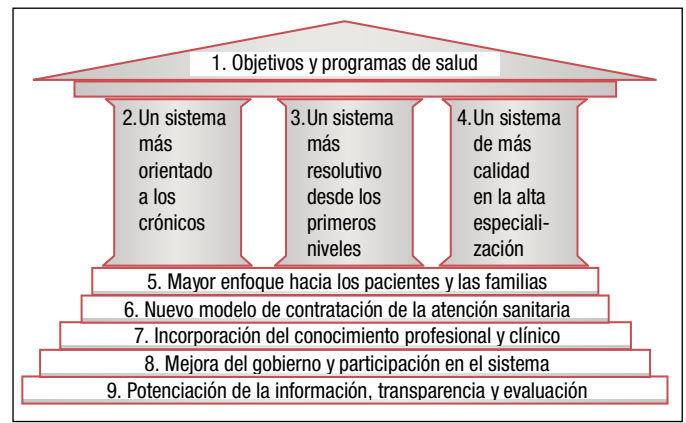 1. Objetivos y programas de salud
2. Un sistema
más
orientado
a los
crónicos
3. Un sistema
más
resolutivo
desde los
primeros
niveles
4. Un sistema
de más
calidad
en la alta
especiali-
zación
5. Mayor enfoque hacia los pacientes y las familias
6. Nuevo modelo de contratación de la atención sanitaria
7. Incorporación del conocimiento profesional y clínico
8. Mejora del gobierno y participación en el sistema
9. Potenciación de la información, transparencia y evaluación